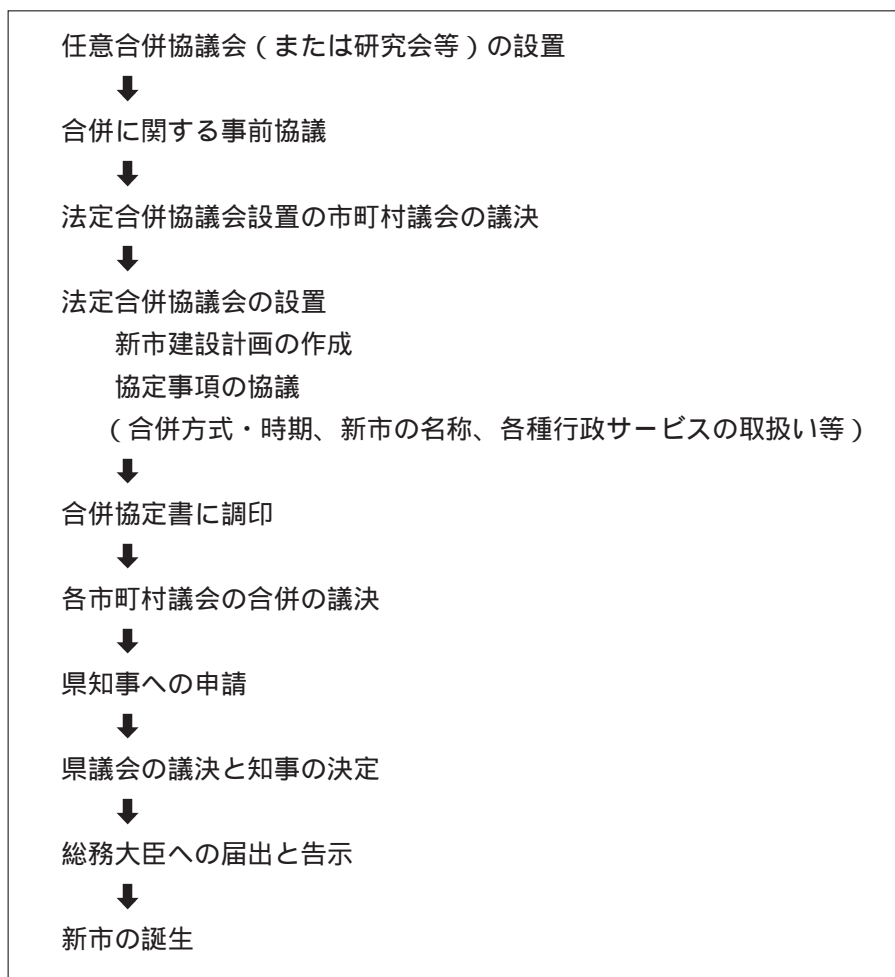 任意合併協議会（または研究会等）の設置
⬇
合併に関する事前協議
⬇
法定合併協議会設置の市町村議会の議決
⬇
法定合併協議会の設置
新市建設計画の作成
協定事項の協議
（合併方式・時期、新市の名称、各種行政サービスの取扱い等）
⬇
合併協定書に調印
⬇
各市町村議会の合併の議決
⬇
県知事への申請
⬇
県議会の議決と知事の決定
⬇
総務大臣への届出と告示
⬇
新市の誕生